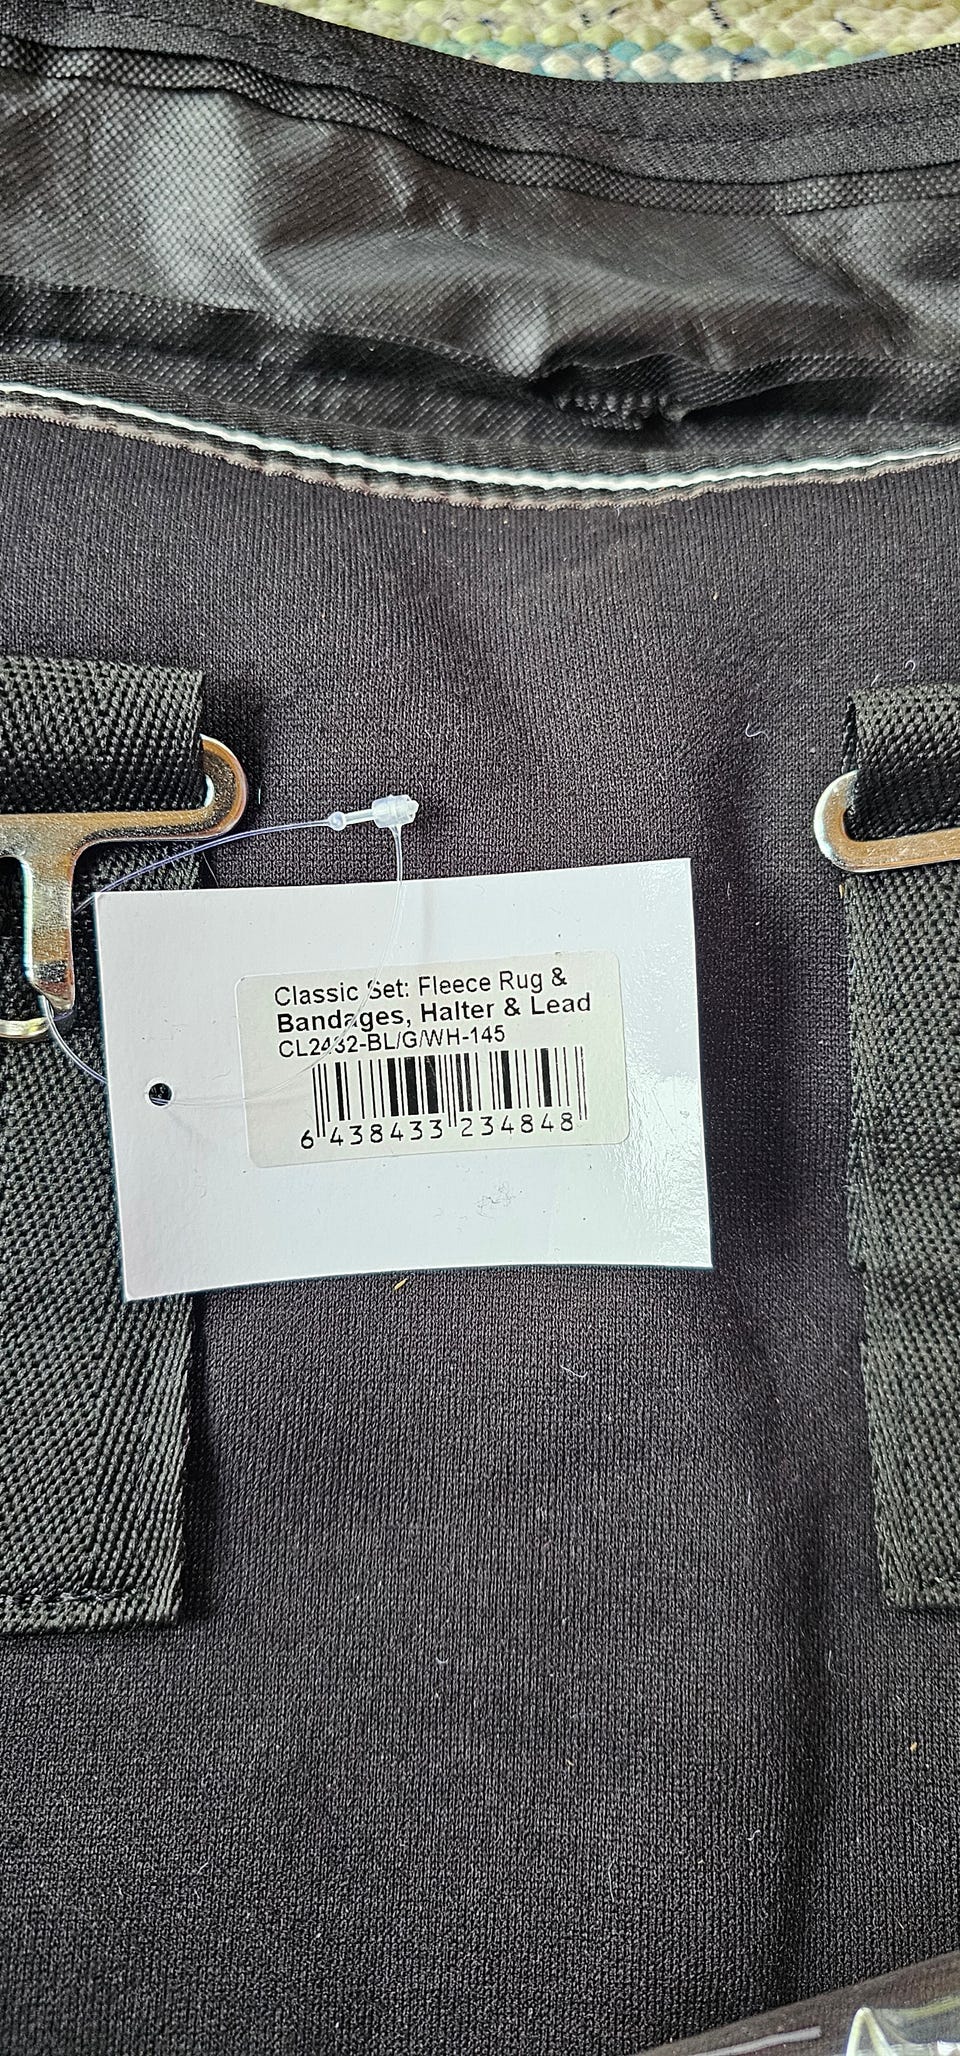 Classic Set: Fleece Rug &
Bandages, Halter & Lead
CL2432-BL/G/WH-145
6 438433 234848